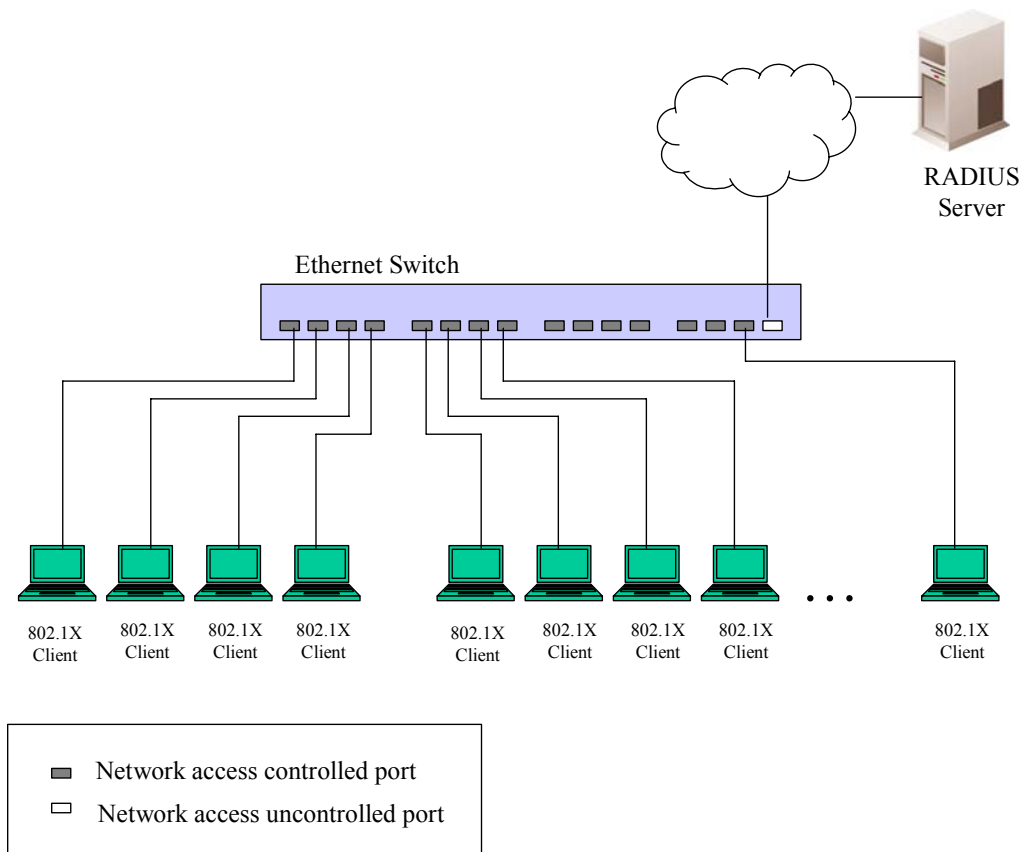 RADIUS
Server
Ethernet Switch
802.1X
Client
802.1X
Client
802.1X
Client
802.1X
Client
802.1X
Client
802.1X
Client
802.1X
Client
802.1X
Client
. . .
802.1X
Client
Network access controlled port
Network access uncontrolled port